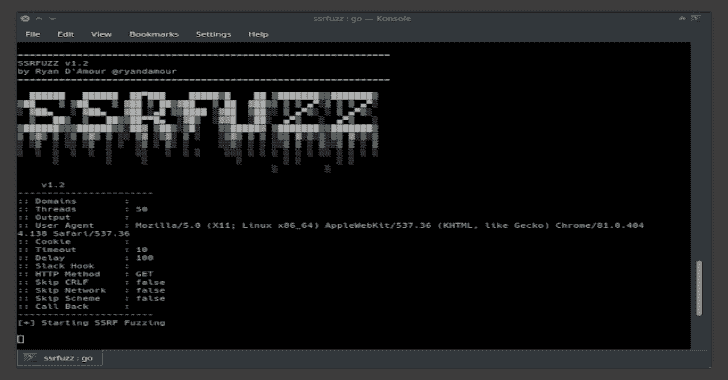 ssrfuzz : go — Konsole
File Edit View Bookmarks Settings Help
SSRFUZZ v1.2
by Ryan D'Amour @ryandamour
SSRFUZZ
v1.2
:: Domains :
:: Threads : 50
:: Output :
:: User Agent : Mozilla/5.0 (X11; Linux x86_64) AppleWebKit/537.36 (KHTML, like Gecko) Chrome/81.0.404
4.138 Safari/537.36
:: Cookie :
:: Timeout : 10
:: Delay : 100
:: Slack Hook :
:: HTTP Method : GET
:: Skip CRLF : false
:: Skip Network : false
:: Skip Scheme : false
:: Call Back :
[+] Starting SSRF Fuzzing
ssrfuzz : go